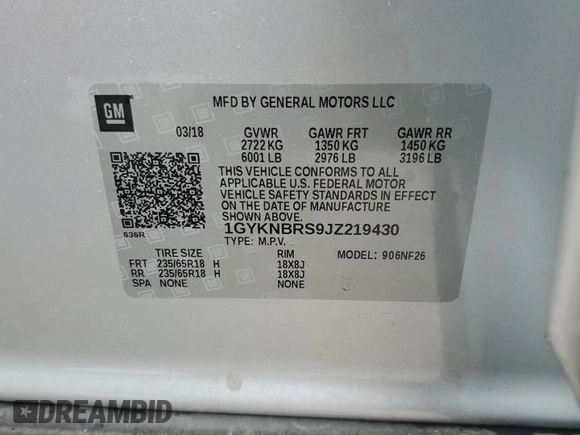 GM
MFD BY GENERAL MOTORS LLC
03/18 GVWR GAWR FRT GAWR RR
2722 KG 1350 KG 1450 KG
6001 LB 2976 LB 3196 LB
THIS VEHICLE CONFORMS TO ALL
APPLICABLE U.S. FEDERAL MOTOR
VEHICLE SAFETY STANDARDS IN EFFECT
ON THE DATE OF MANUFACTURE
SHOWN ABOVE.
636R 1GYKNBRS9JZ219430
TYPE: M.P.V. MODEL: 906NF26
TIRE SIZE RIM
FRT 235/65R18 H 18X8J
RR 235/65R18 H 18X8J
SPA NONE NONE
DREAMBID